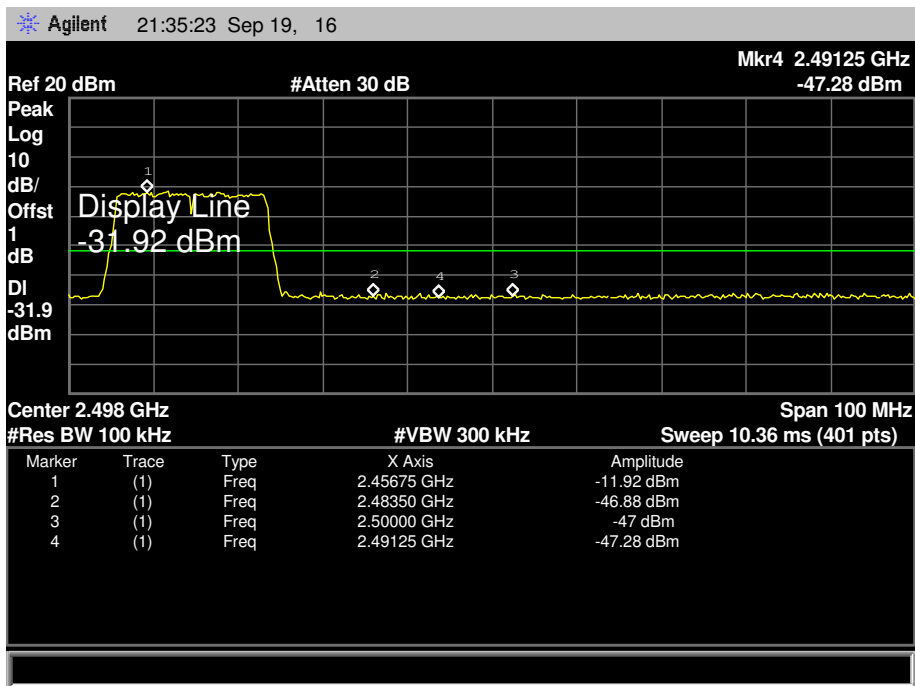 Agilent 21:35:23 Sep 19, 16
Mkr4 2.49125 GHz
Ref 20 dBm #Atten 30 dB -47.28 dBm
Peak
Log
10
dB/
Offst
1
dB
DI
-31.9
dBm
1
Display Line
-31.92 dBm
2 4 3
Center 2.498 GHz Span 100 MHz
#Res BW 100 kHz #VBW 300 kHz Sweep 10.36 ms (401 pts)
Marker Trace Type X Axis Amplitude
1 (1) Freq 2.45675 GHz -11.92 dBm
2 (1) Freq 2.48350 GHz -46.88 dBm
3 (1) Freq 2.50000 GHz -47 dBm
4 (1) Freq 2.49125 GHz -47.28 dBm